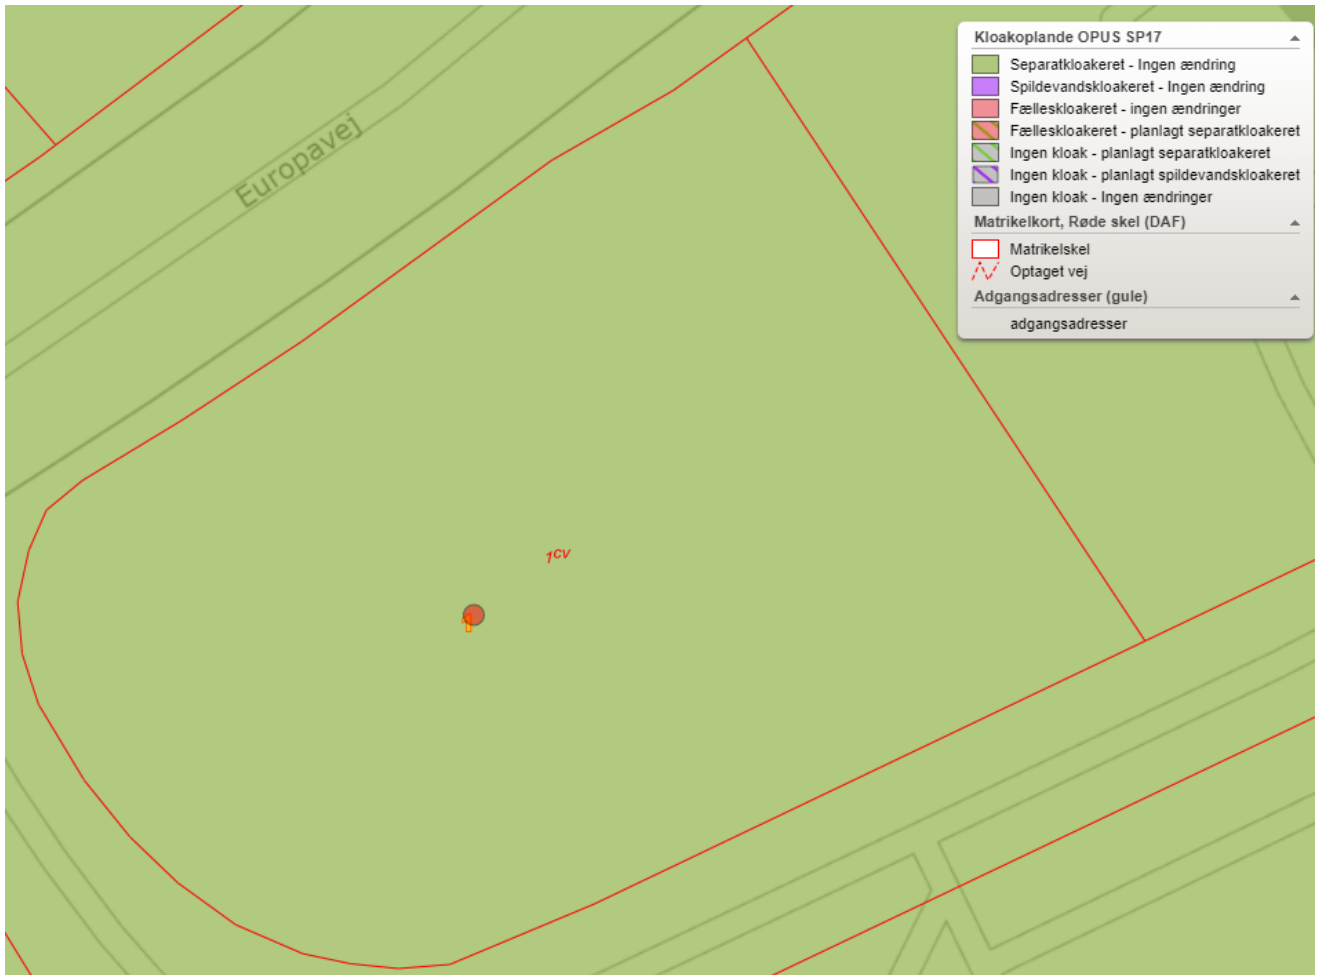 Europavej
Kloakoplande OPUS SP17
Separatkloakeret - Ingen ændring
Spildevandskloakeret - Ingen ændring
Fælleskloakeret - ingen ændringer
Fælleskloakeret - planlagt separatkloakeret
Ingen kloak - planlagt separatkloakeret
Ingen kloak - planlagt spildevandskloakeret
Ingen kloak - Ingen ændringer
Matrikelkort, Røde skel (DAF)
Matrikelskel
Optaget vej
Adgangsadresser (gule)
adgangsadresser
1cv
1